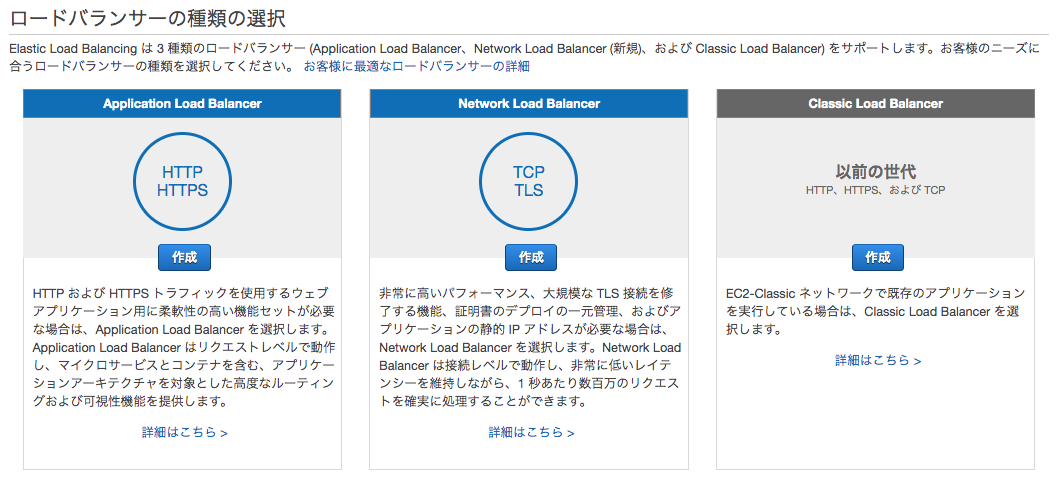 ロードバランサーの種類の選択
Elastic Load Balancing は 3 種類のロードバランサー (Application Load Balancer、Network Load Balancer (新規)、および Classic Load Balancer) をサポートします。お客様のニーズに
合うロードバランサーの種類を選択してください。 お客様に最適なロードバランサーの詳細
Application Load Balancer
HTTP
HTTPS
作成
HTTP および HTTPS トラフィックを使用するウェブ
アプリケーション用に柔軟性の高い機能セットが必要
な場合は、Application Load Balancer を選択します。
Application Load Balancer はリクエストレベルで動作
し、マイクロサービスとコンテナを含む、アプリケー
ションアーキテクチャを対象とした高度なルーティン
グおよび可視性機能を提供します。
詳細はこちら >
Network Load Balancer
TCP
TLS
作成
非常に高いパフォーマンス、大規模な TLS 接続を修
了する機能、証明書のデプロイの一元管理、およびア
プリケーションの静的 IP アドレスが必要な場合は、
Network Load Balancer を選択します。Network Load
Balancer は接続レベルで動作し、非常に低いレイテ
ンシーを維持しながら、1 秒あたり数百万のリクエス
トを確実に処理することができます。
詳細はこちら >
Classic Load Balancer
以前の世代
HTTP、HTTPS、および TCP
作成
EC2-Classic ネットワークで既存のアプリケーション
を実行している場合は、Classic Load Balancer を選
択します。
詳細はこちら >